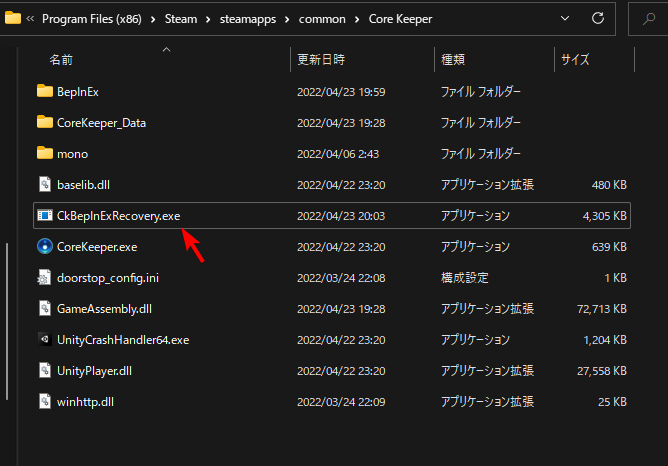 « Program Files (x86) > Steam > steamapps > common > Core Keeper
名前 更新日時 種類 サイズ
BepInEx 2022/04/23 19:59 ファイル フォルダー
CoreKeeper_Data 2022/04/23 19:28 ファイル フォルダー
mono 2022/04/06 2:43 ファイル フォルダー
baselib.dll 2022/04/22 23:20 アプリケーション拡張 480 KB
CkBepInExRecovery.exe 2022/04/23 20:03 アプリケーション 4,305 KB
CoreKeeper.exe 2022/04/22 23:20 アプリケーション 639 KB
doorstop_config.ini 2022/03/24 22:08 構成設定 1 KB
GameAssembly.dll 2022/04/23 19:28 アプリケーション拡張 72,713 KB
UnityCrashHandler64.exe 2022/04/22 23:20 アプリケーション 1,204 KB
UnityPlayer.dll 2022/04/22 23:20 アプリケーション拡張 27,558 KB
winhttp.dll 2022/03/24 22:09 アプリケーション拡張 25 KB